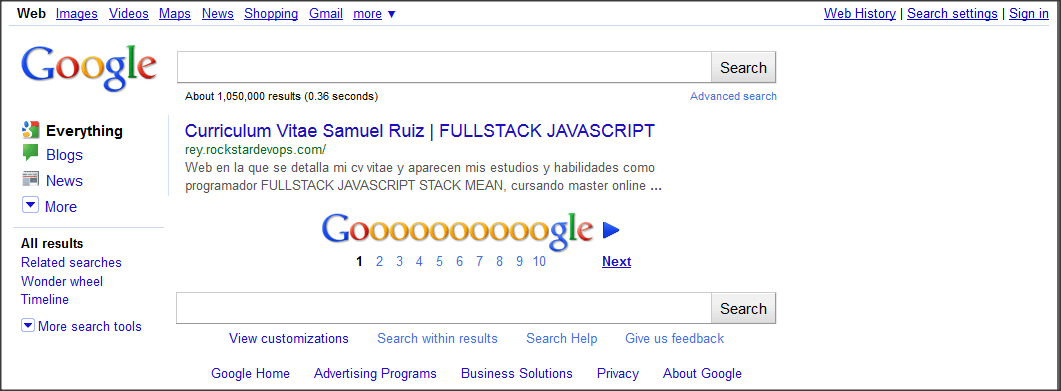 Web Images Videos Maps News Shopping Gmail more ▼ Web History | Search settings | Sign in
Google Search
About 1,050,000 results (0.36 seconds) Advanced search
Everything
Blogs
News
More
All results
Related searches
Wonder wheel
Timeline
More search tools
Curriculum Vitae Samuel Ruiz | FULLSTACK JAVASCRIPT
rey.rockstardevops.com/
Web en la que se detalla mi cv vitae y aparecen mis estudios y habilidades como
programador FULLSTACK JAVASCRIPT STACK MEAN, cursando master online ...
Goooooooooogle
1 2 3 4 5 6 7 8 9 10 Next
Search
View customizations Search within results Search Help Give us feedback
Google Home Advertising Programs Business Solutions Privacy About Google